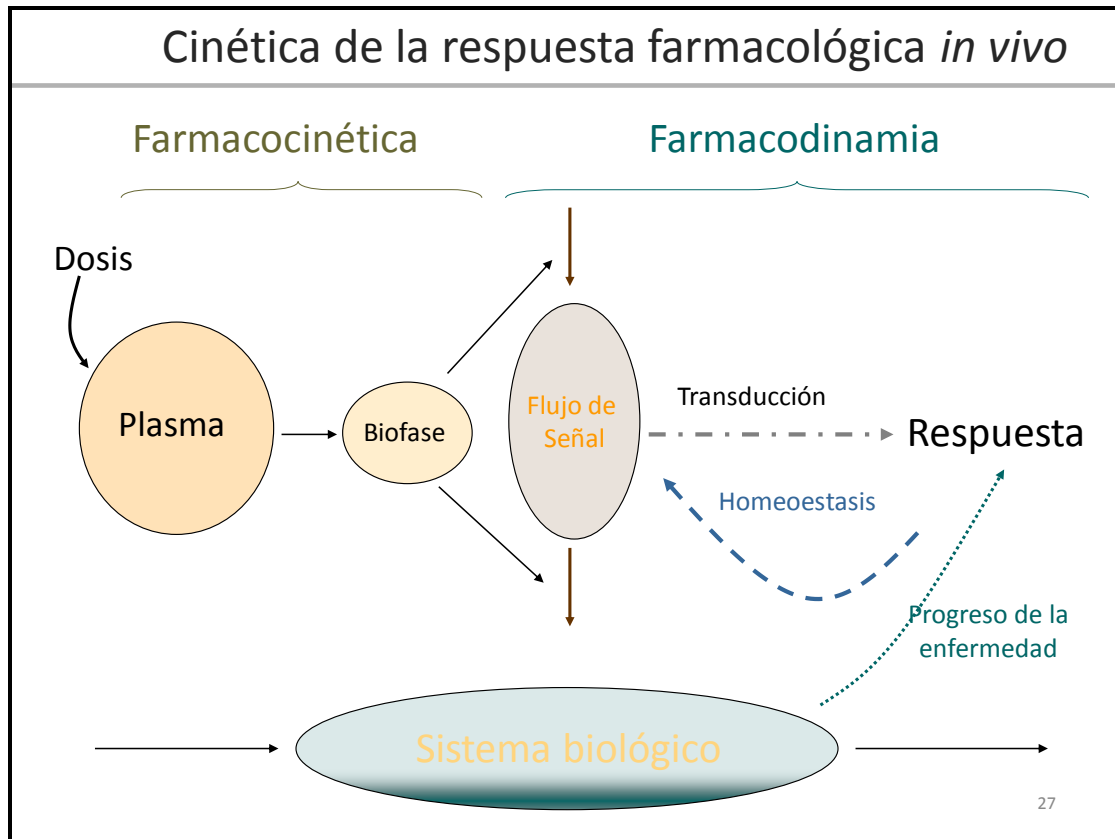 Cinética de la respuesta farmacológica in vivo
Farmacocinética
Farmacodinamia
Dosis
Plasma
Biofase
Flujo de
Señal
Transducción
Respuesta
Homeoestasis
Progreso de la
enfermedad
Sistema biológico
27